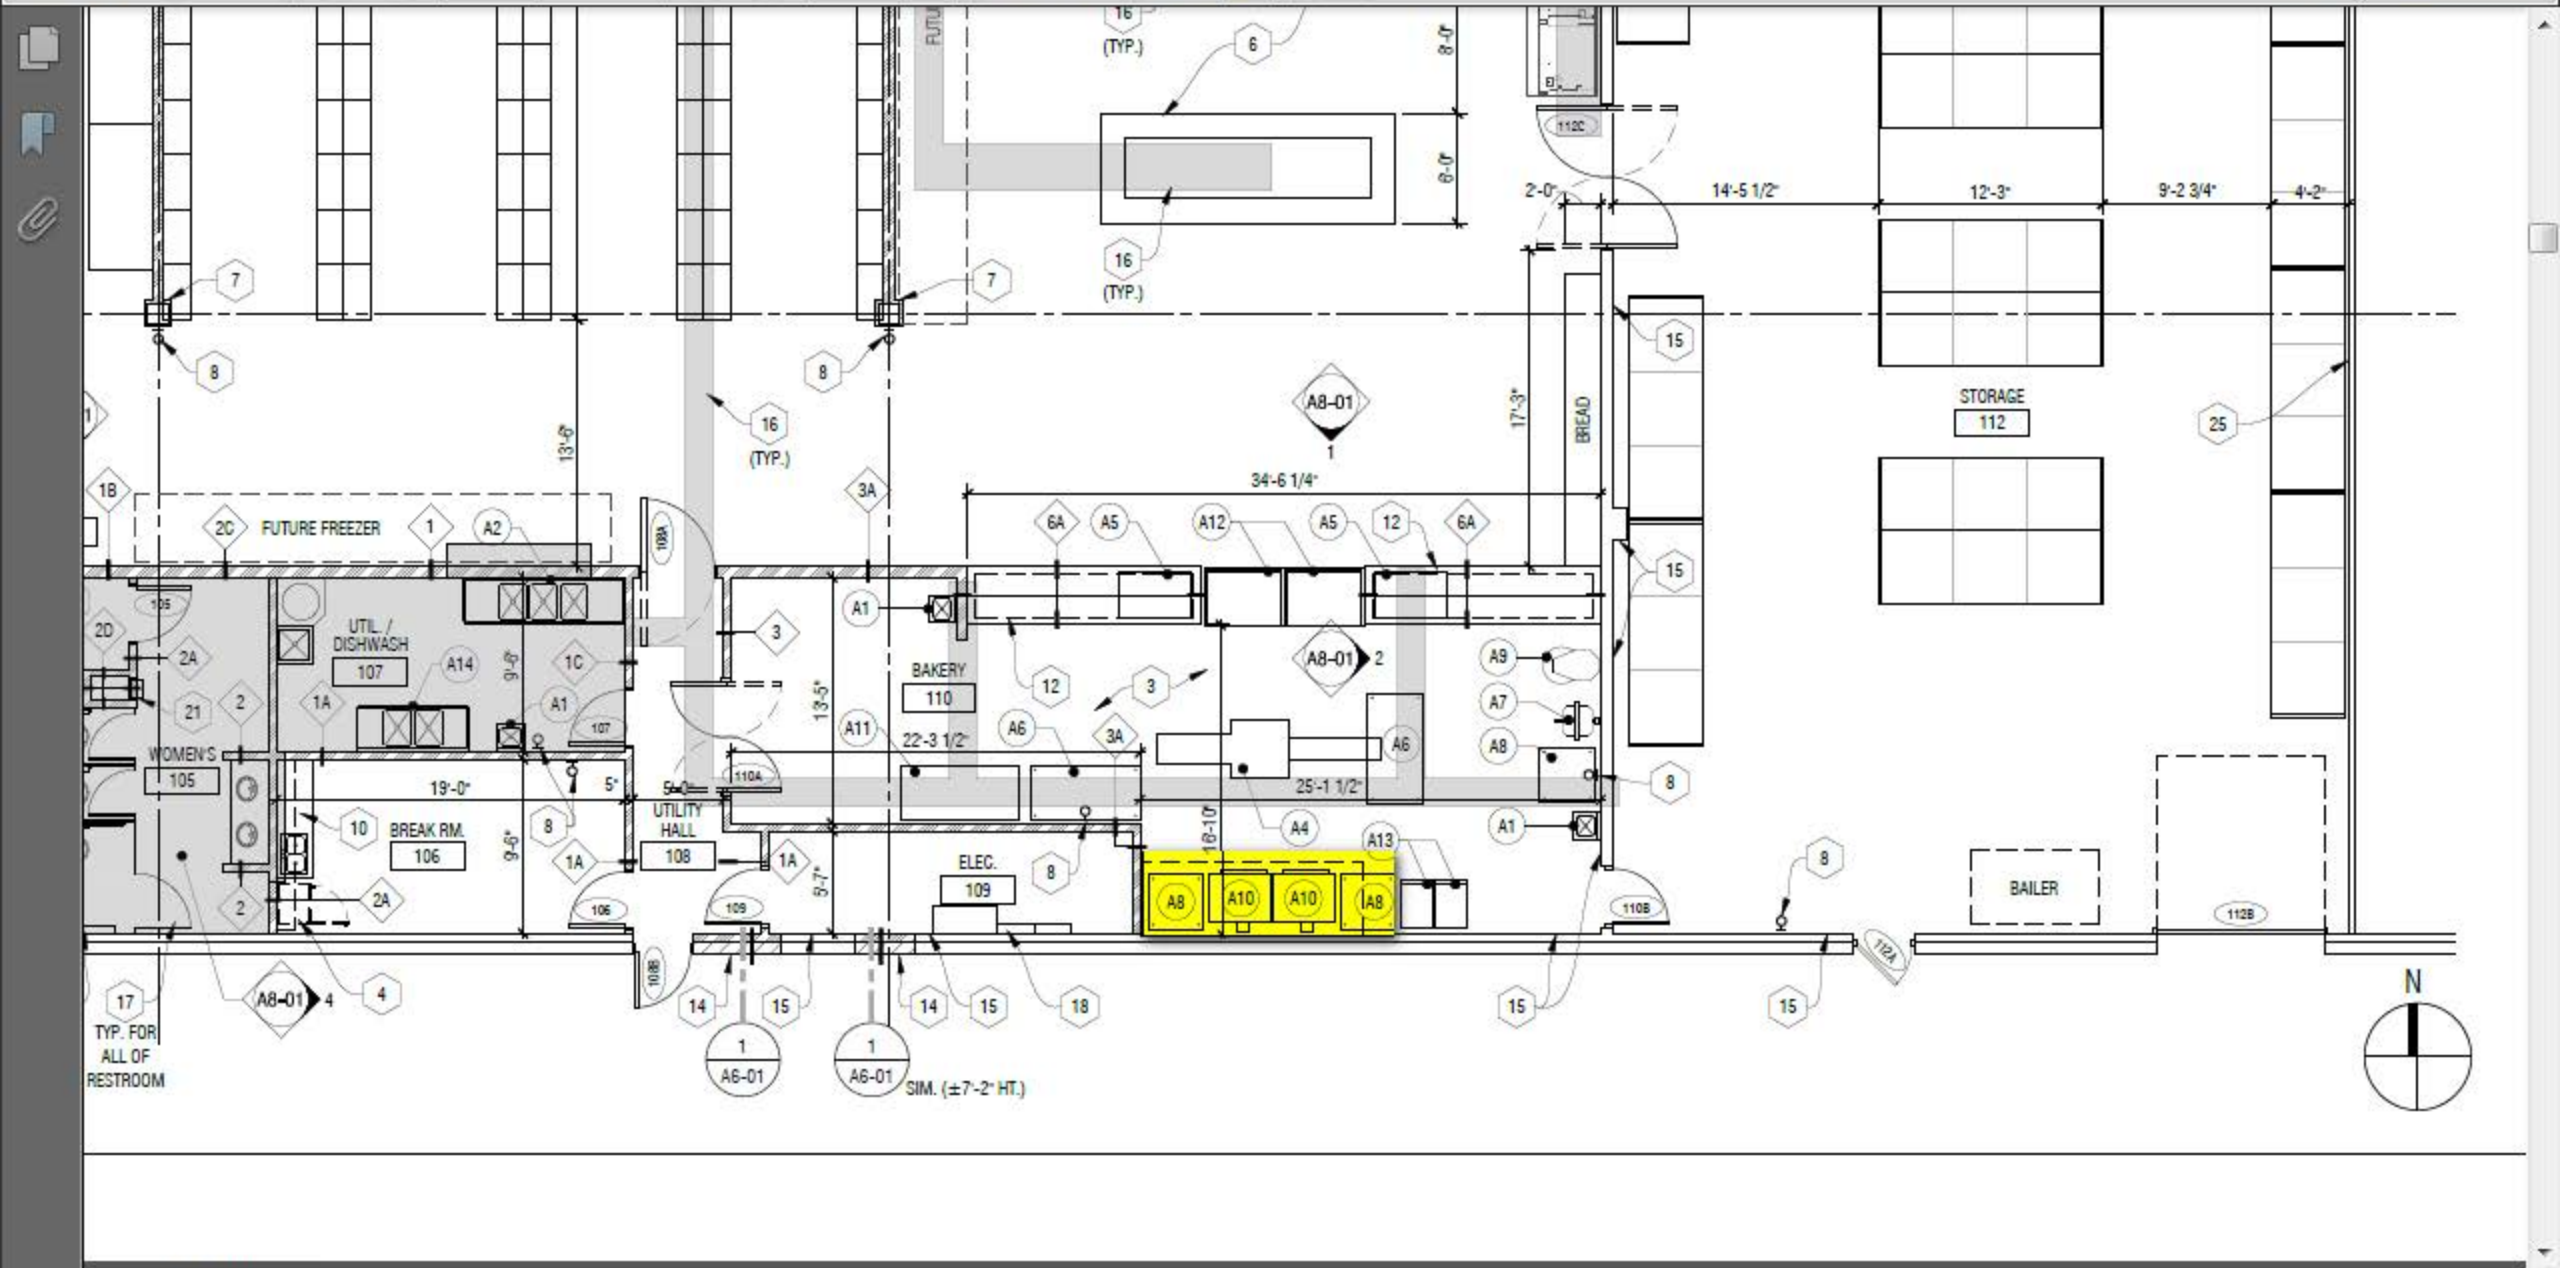 FUTU
16
(TYP.)
6
8'-0"
112C
6'-0"
2'-0"
14'-5 1/2"
12'-3"
9'-2 3/4"
4'-2"
16
(TYP.)
7
7
8
8
15
1
A8-01
1
17'-3"
BREAD
STORAGE
112
25
13'-6"
16
(TYP.)
34'-6 1/4"
1B
2C
FUTURE FREEZER
1
A2
108A
3A
6A
A5
A12
A5
12
6A
15
105
2D
2A
UTIL. /
DISHWASH
107
A14
9'-6"
1C
3
A1
BAKERY
110
12
3
A8-01
2
A9
21
2
1A
A1
107
13'-5"
A11
22'-3 1/2"
A6
3A
A6
A7
A8
8
WOMEN'S
105
19'-0"
5"
5'-0"
110A
25'-1 1/2"
10
BREAK RM.
106
9'-6"
8
UTILITY
HALL
108
1A
1A
5'-7"
ELEC.
109
8
16'-10"
A4
A13
A1
8
2
2A
106
109
A8
A10
A10
A8
110B
BAILER
112B
17
A8-01
4
4
108B
14
15
14
15
18
15
15
112A
N
TYP. FOR
ALL OF
RESTROOM
1
A6-01
1
A6-01
SIM. (±7'-2" HT.)